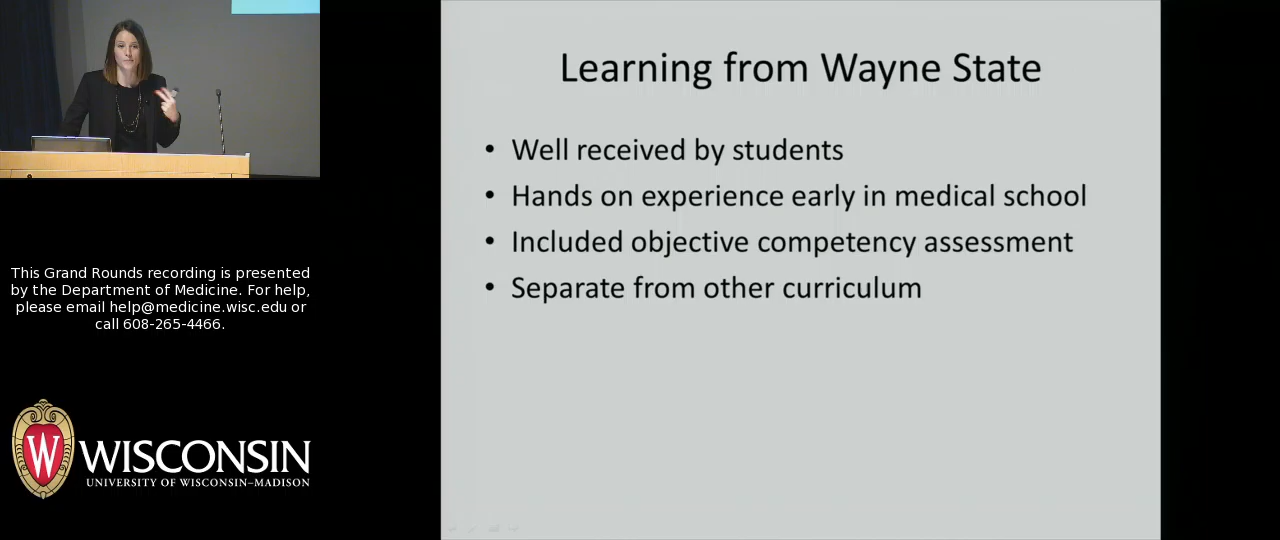 Learning from Wayne State
• Well received by students
• Hands on experience early in medical school
• Included objective competency assessment
• Separate from other curriculum
This Grand Rounds recording is presented
by the Department of Medicine. For help,
please email help@medicine.wisc.edu or
call 608-265-4466.
W
WISCONSIN
UNIVERSITY OF WISCONSIN–MADISON